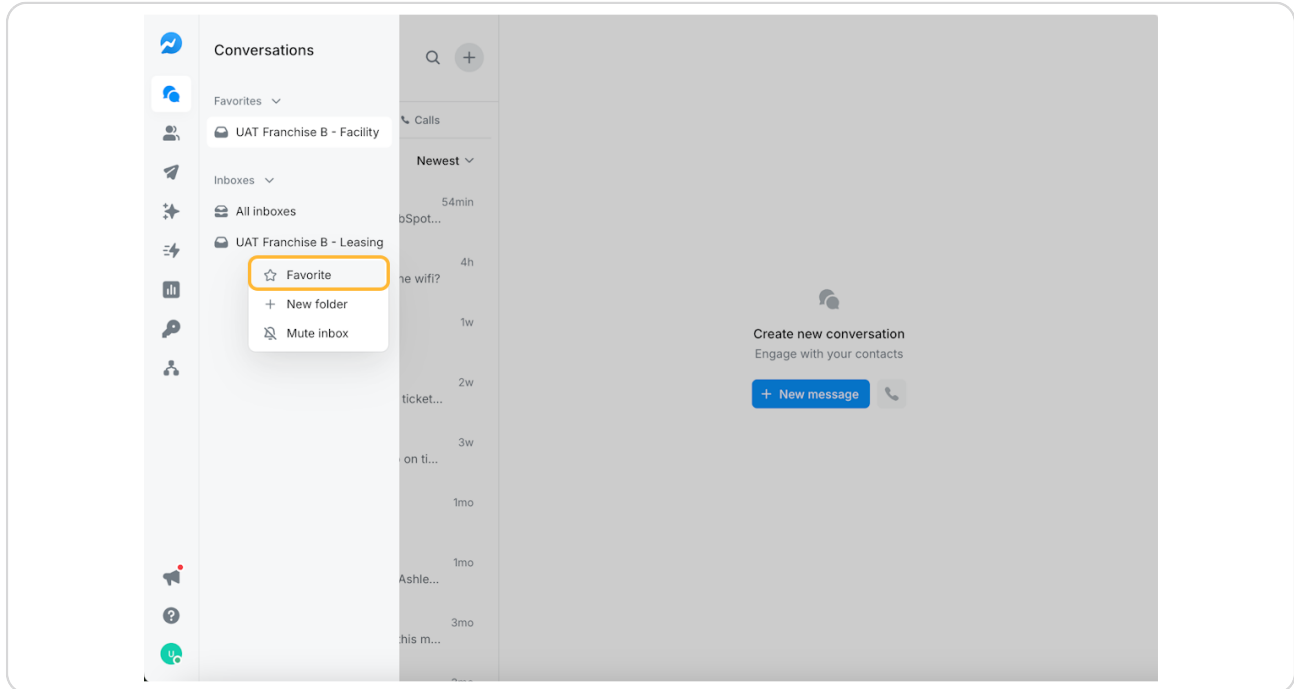 Conversations
Favorites
UAT Franchise B - Facility
Inboxes
All inboxes
UAT Franchise B - Leasing
Favorite
New folder
Mute inbox
Calls
Newest
54min
bSpot...
4h
ne wifi?
1w
2w
ticket...
3w
on ti...
1mo
1mo
Ashle...
3mo
this m...
Create new conversation
Engage with your contacts
+ New message
U